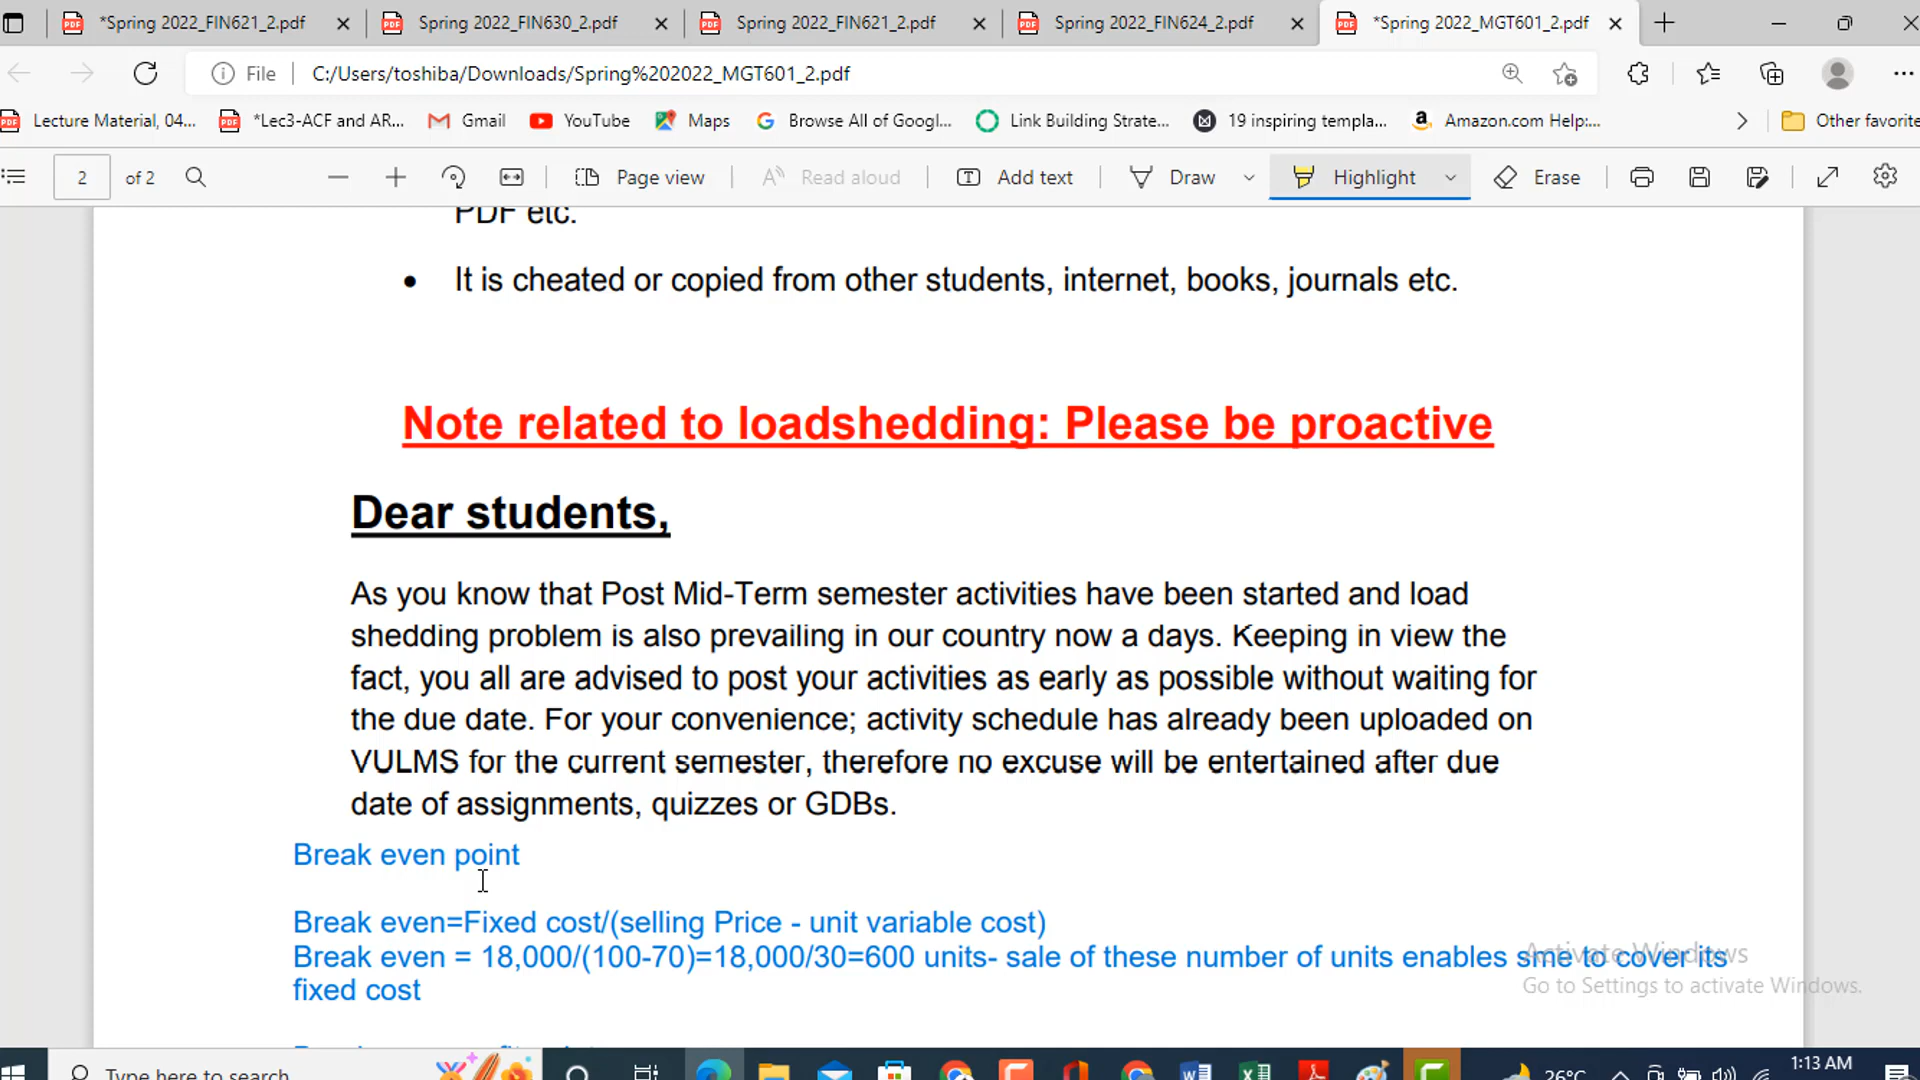 *Spring 2022_FIN621_2.pdf
Spring 2022_FIN630_2.pdf
Spring 2022_FIN621_2.pdf
Spring 2022_FIN624_2.pdf
*Spring 2022_MGT601_2.pdf
File
C:/Users/toshiba/Downloads/Spring%202022_MGT601_2.pdf
Lecture Material, 04...
*Lec3-ACF and AR...
Gmail
YouTube
Maps
Browse All of Googl...
Link Building Strate...
19 inspiring templa...
Amazon.com Help:...
Other favorite
2 of 2
Page view
Read aloud
Add text
Draw
Highlight
Erase
PDF etc.
• It is cheated or copied from other students, internet, books, journals etc.
Note related to loadshedding: Please be proactive
Dear students,
As you know that Post Mid-Term semester activities have been started and load
shedding problem is also prevailing in our country now a days. Keeping in view the
fact, you all are advised to post your activities as early as possible without waiting for
the due date. For your convenience; activity schedule has already been uploaded on
VULMS for the current semester, therefore no excuse will be entertained after due
date of assignments, quizzes or GDBs.
Break even point
Break even=Fixed cost/(selling Price - unit variable cost)
Break even = 18,000/(100-70)=18,000/30=600 units- sale of these number of units enables sme to cover its
fixed cost
Activate Windows
Go to Settings to activate Windows.
Type here to search
26°C
1:13 AM